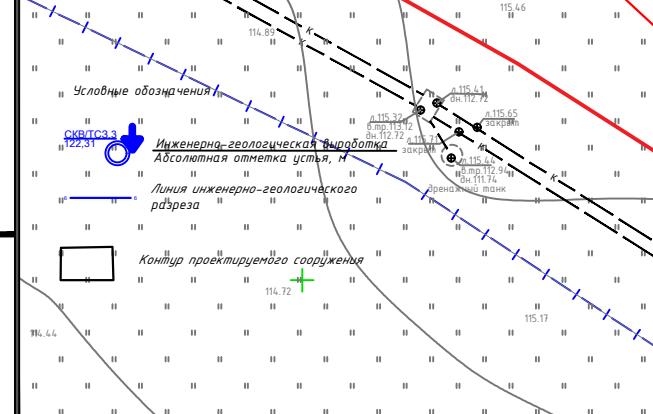 115.46
114.89
К
К
Условные обозначения
л.115.41
дн.112.72
л.115.32
в.тр.113.12
дн.112.72
л.115.65
закрыт
СКВ/ТСЗ.3
122,31
Инженерно-геологическая выработка
Абсолютная отметка устья, м
л.115.71
закрыт
К
л.115.44
в.тр.112.94
дн.111.74
дренажный танк
К
Линия инженерно-геологического
разреза
Контур проектируемого сооружения
114.72
115.17
114.44